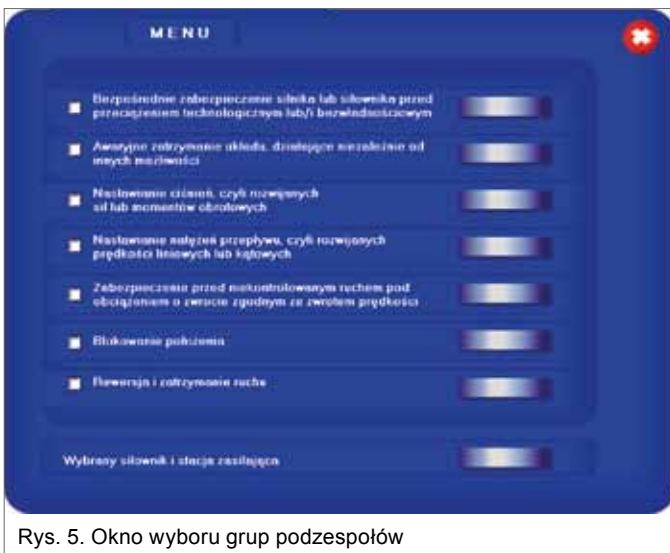 MENU
Bezpośrednie zabezpieczenie silnika lub siłownika przed
przeciążeniem technologicznym lub/i bezwładnościowym
Awaryjne zatrzymanie układu, działające niezależnie od
innych możliwości
Nastawianie ciśnień, czyli rozwijanych
sił lub momentów obrotowych
Nastawianie natężeń przepływu, czyli rozwijanych
prędkości liniowych lub kątowych
Zabezpieczenie przed niekontrolowanym ruchem pod
obciążeniem o zwrocie zgodnym ze zwrotem prędkości
Blokowanie położenia
Rewersja i zatrzymanie ruchu
Wybrany siłownik i stacja zasilająca
Rys. 5. Okno wyboru grup podzespołów